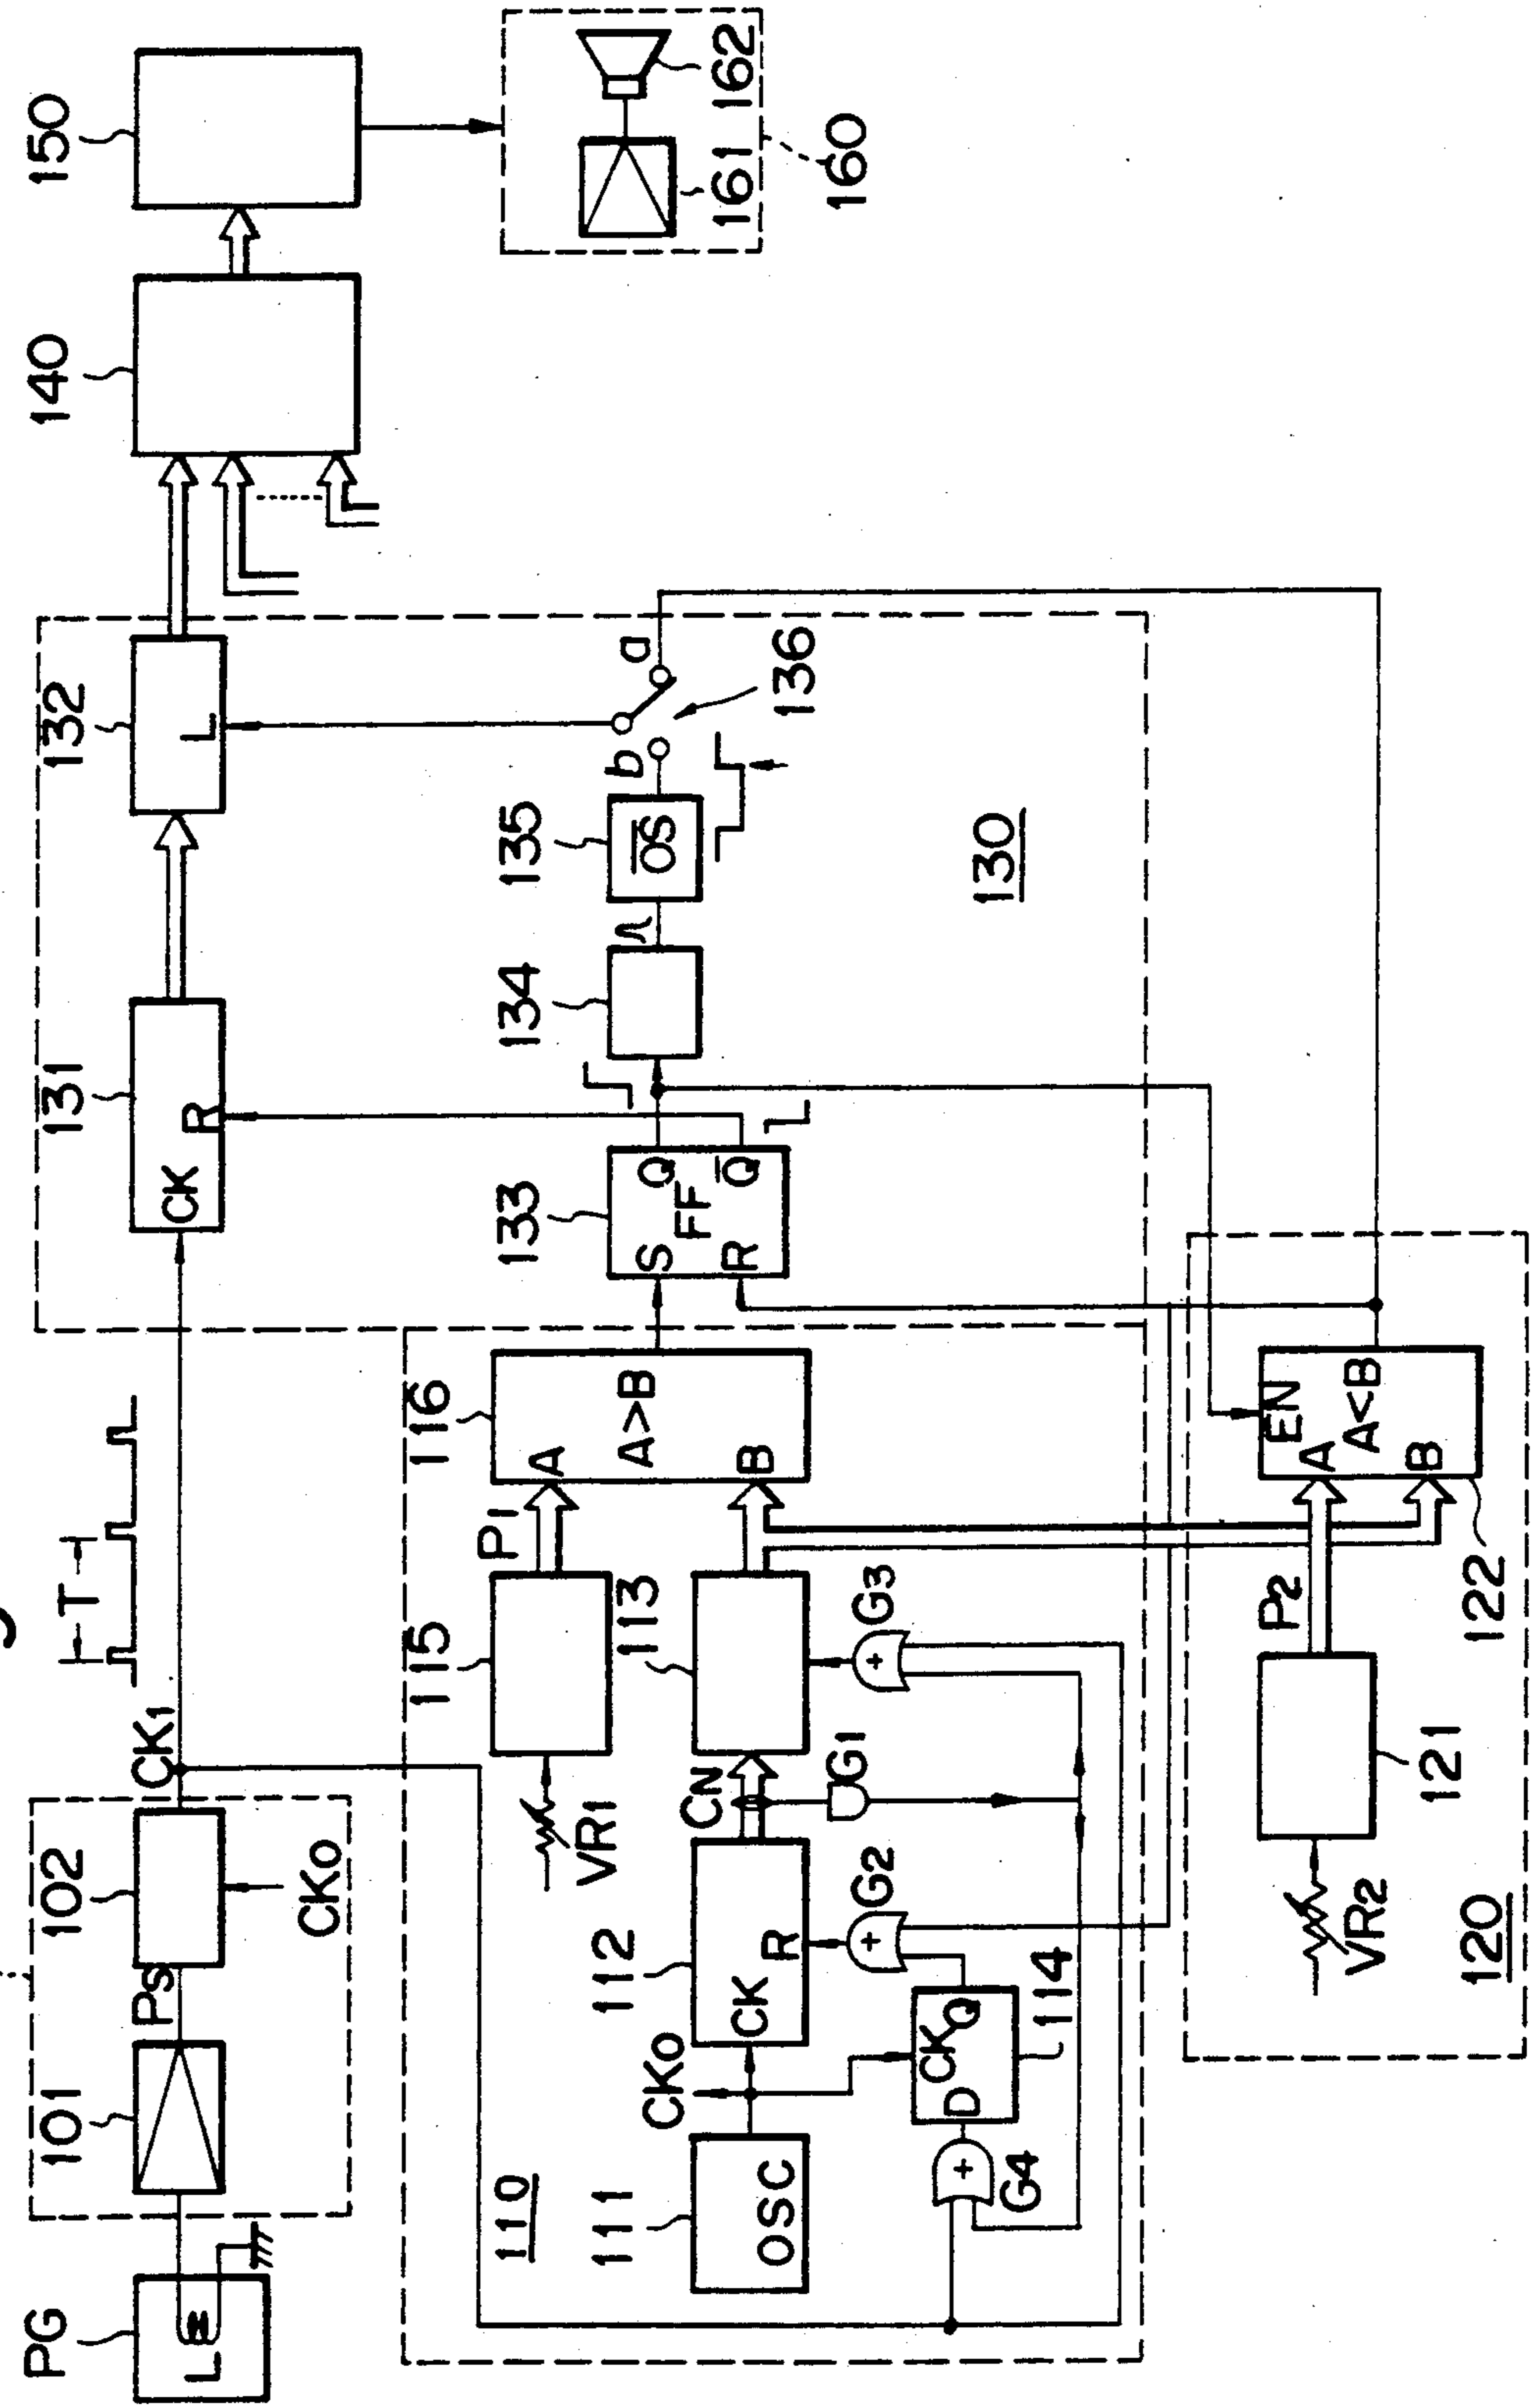 PG
L
101
Ps
102
CKo
CK1
T
131
CK
R
132
L
140
150
161
162
160
110
111
OSC
CKo
112
CK
R
CN
G1
G2
G3
G4
D
CK
Q
114
VR1
115
P1
113
116
A
A>B
B
133
S
R
FF
Q
Q̅
134
135
O̅S̅
b
a
136
130
120
VR2
121
P2
122
EN
A
A<B
B